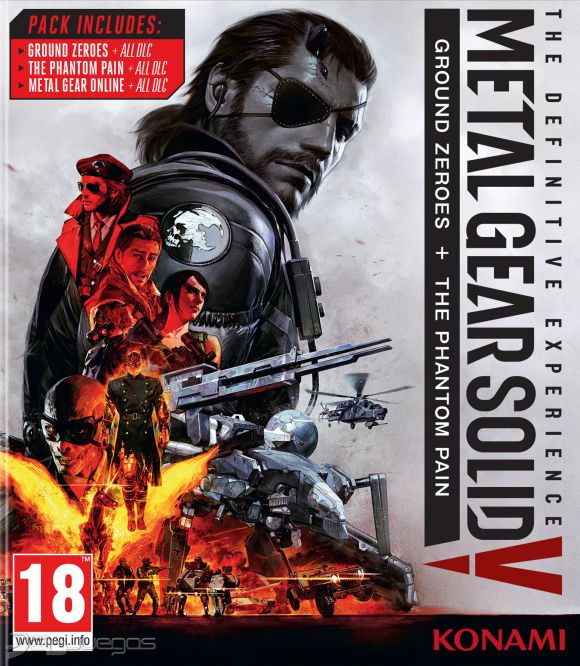 PACK INCLUDES:
GROUND ZEROES + ALL DLC
THE PHANTOM PAIN + ALL DLC
METAL GEAR ONLINE + ALL DLC
THE DEFINITIVE EXPERIENCE
METAL GEAR SOLID V
GROUND ZEROES + THE PHANTOM PAIN
18
TM
www.pegi.info
KONAMI